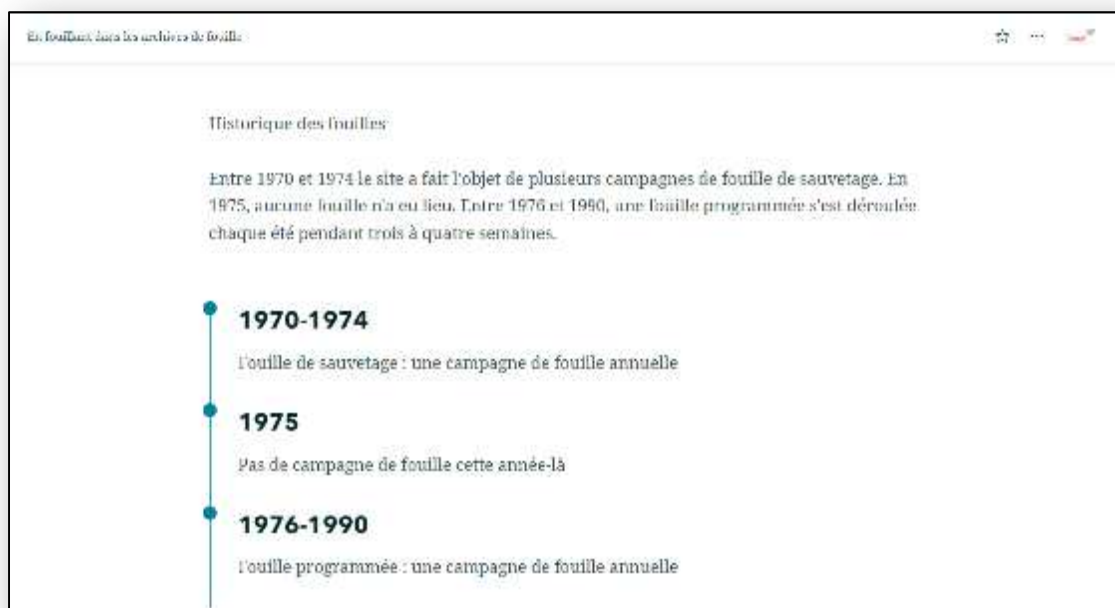 En fouillant dans les archives de fouille
Historique des fouilles
Entre 1970 et 1974 le site a fait l'objet de plusieurs campagnes de fouille de sauvetage. En
1975, aucune fouille n'a eu lieu. Entre 1976 et 1990, une fouille programmée s'est déroulée
chaque été pendant trois à quatre semaines.
1970-1974
Fouille de sauvetage : une campagne de fouille annuelle
1975
Pas de campagne de fouille cette année-là
1976-1990
Fouille programmée : une campagne de fouille annuelle